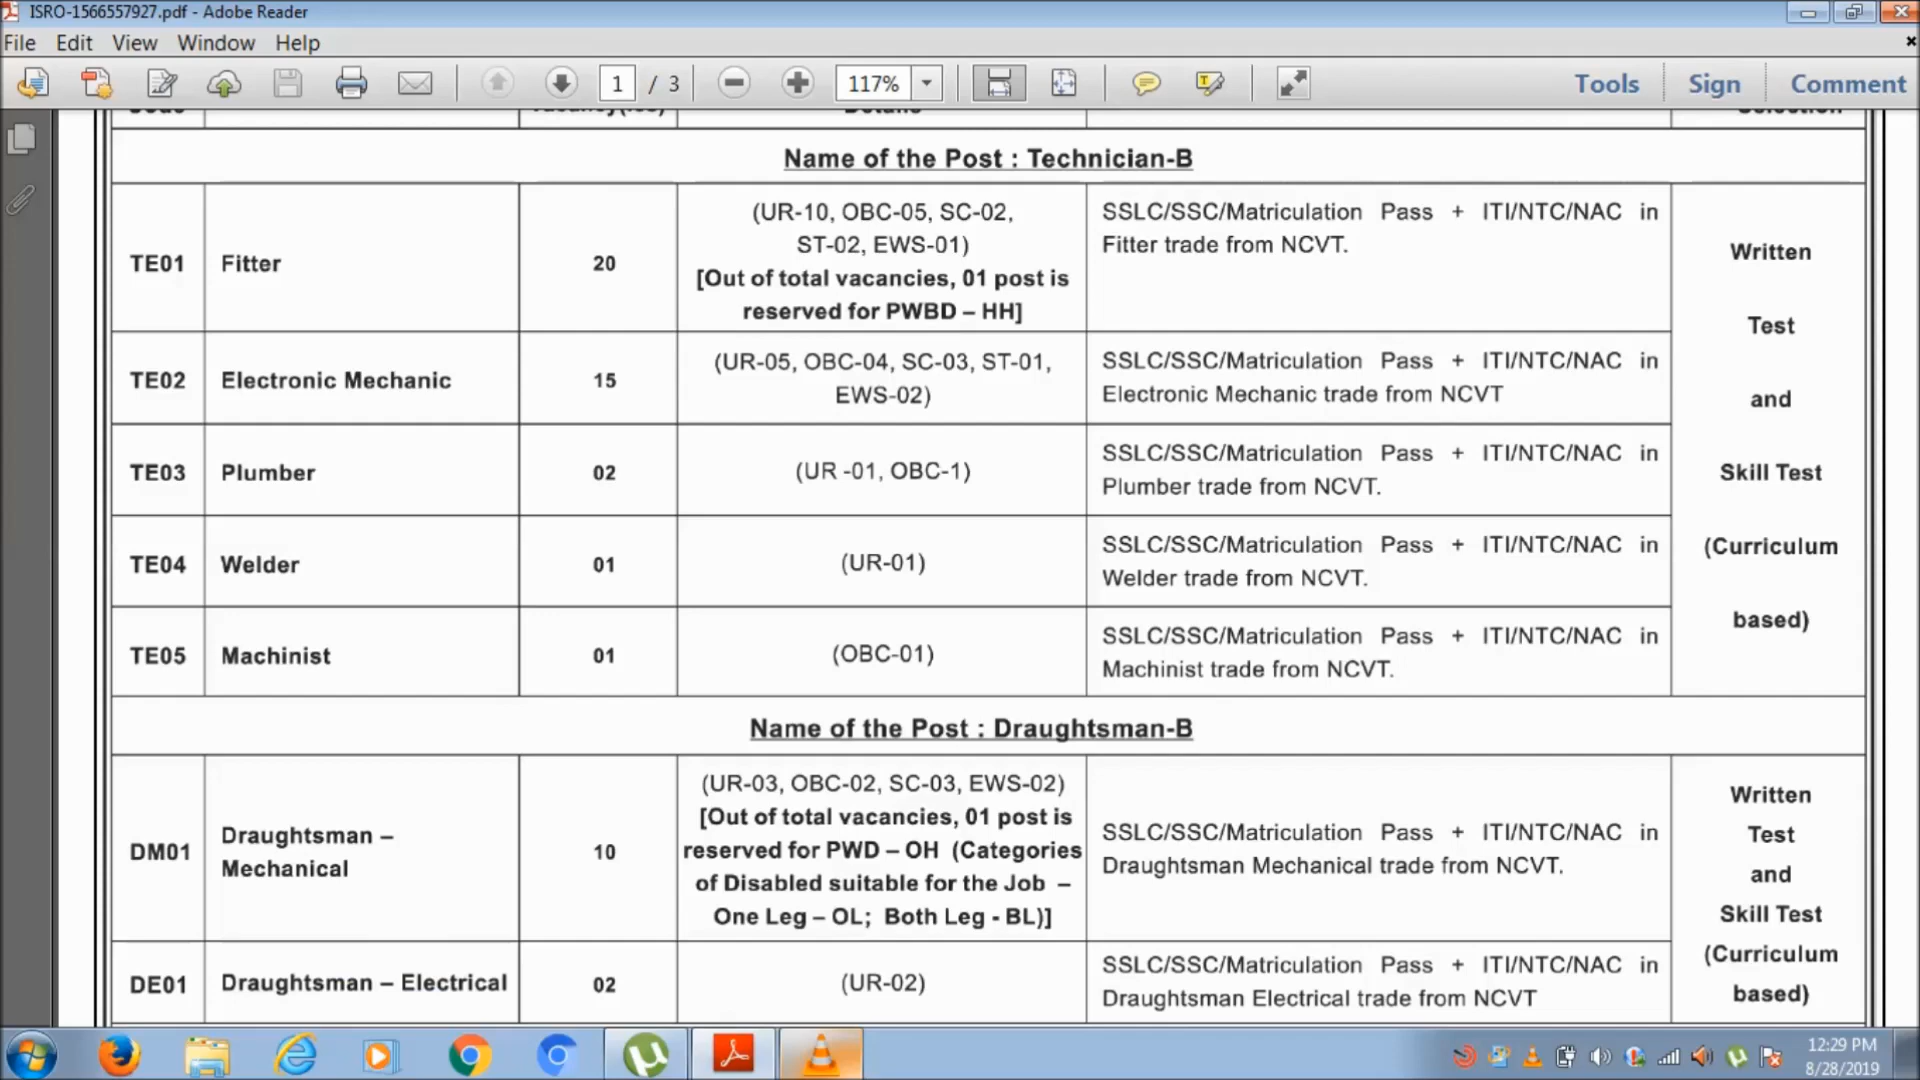 ISRO-1566557927.pdf - Adobe Reader
File Edit View Window Help
1 / 3 117% Tools Sign Comment
Details
Name of the Post : Technician-B
TE01 Fitter 20 (UR-10, OBC-05, SC-02,
ST-02, EWS-01)
[Out of total vacancies, 01 post is
reserved for PWBD – HH]
SSLC/SSC/Matriculation Pass + ITI/NTC/NAC in
Fitter trade from NCVT.
TE02 Electronic Mechanic 15 (UR-05, OBC-04, SC-03, ST-01,
EWS-02)
SSLC/SSC/Matriculation Pass + ITI/NTC/NAC in
Electronic Mechanic trade from NCVT
TE03 Plumber 02 (UR -01, OBC-1)
SSLC/SSC/Matriculation Pass + ITI/NTC/NAC in
Plumber trade from NCVT.
TE04 Welder 01 (UR-01)
SSLC/SSC/Matriculation Pass + ITI/NTC/NAC in
Welder trade from NCVT.
TE05 Machinist 01 (OBC-01)
SSLC/SSC/Matriculation Pass + ITI/NTC/NAC in
Machinist trade from NCVT.
Written
Test
and
Skill Test
(Curriculum
based)
Name of the Post : Draughtsman-B
DM01 Draughtsman –
Mechanical
10
(UR-03, OBC-02, SC-03, EWS-02)
[Out of total vacancies, 01 post is
reserved for PWD – OH (Categories
of Disabled suitable for the Job –
One Leg – OL; Both Leg - BL)]
SSLC/SSC/Matriculation Pass + ITI/NTC/NAC in
Draughtsman Mechanical trade from NCVT.
DE01 Draughtsman – Electrical 02 (UR-02)
SSLC/SSC/Matriculation Pass + ITI/NTC/NAC in
Draughtsman Electrical trade from NCVT
Written
Test
and
Skill Test
(Curriculum
based)
12:29 PM
8/28/2019